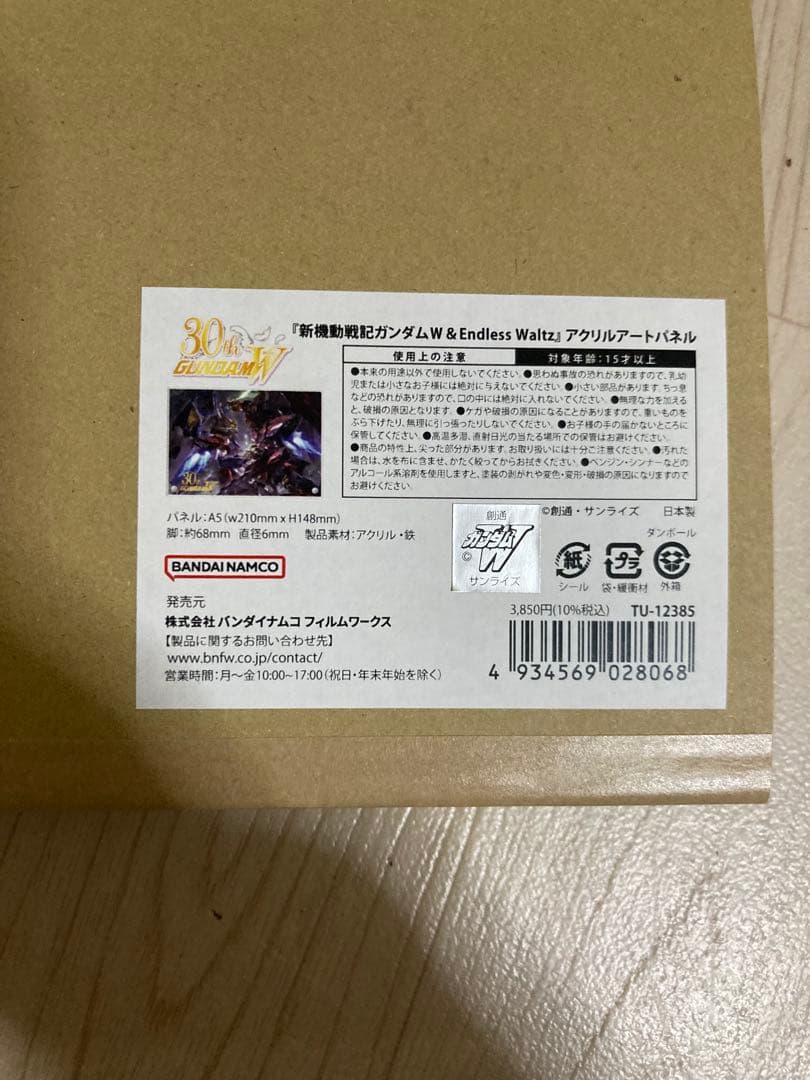 30th
GUNDAM W
『新機動戦記ガンダムW & Endless Waltz』 アクリルアートパネル
使用上の注意
対象年齢:15才以上
●本来の用途以外で使用しないでください。●思わぬ事故の恐れがありますので、乳幼
児または小さなお子様には絶対に与えないでください。●小さい部品があります。ちっ息
などの恐れがありますので、口の中には絶対に入れないでください。●無理な力を加える
と、破損の原因となります。●ケガや破損の原因になることがありますので、重いものを
ぶら下げたり、無理に引っ張ったりしないでください。●お子様の手の届かないところに
保管してください。●高温多湿、直射日光の当たる場所での保管はお避けください。
●商品の特性上、尖った部分があります。お取り扱いには十分ご注意ください。●汚れた
場合は、水を布に含ませ、かたく絞ってからお拭きください。●ベンジン・シンナーなどの
アルコール系溶剤を使用しますと、塗装の剥がれや変色・変形・破損の原因になりますので
お避けください。
30th
GUNDAM W
パネル:A5(w210mm x H148mm)
脚:約68mm 直径6mm 製品素材:アクリル・鉄
©創通・サンライズ 日本製
創通
ガンダム
W
©
サンライズ
紙
シール
プラ
袋・緩衝材
ダンボール
外箱
BANDAI NAMCO
発売元
株式会社 バンダイナムコ フィルムワークス
【製品に関するお問い合わせ先】
www.bnfw.co.jp/contact/
営業時間:月〜金10:00~17:00(祝日・年末年始を除く)
3,850円(10%税込) TU-12385
4 934569 028068